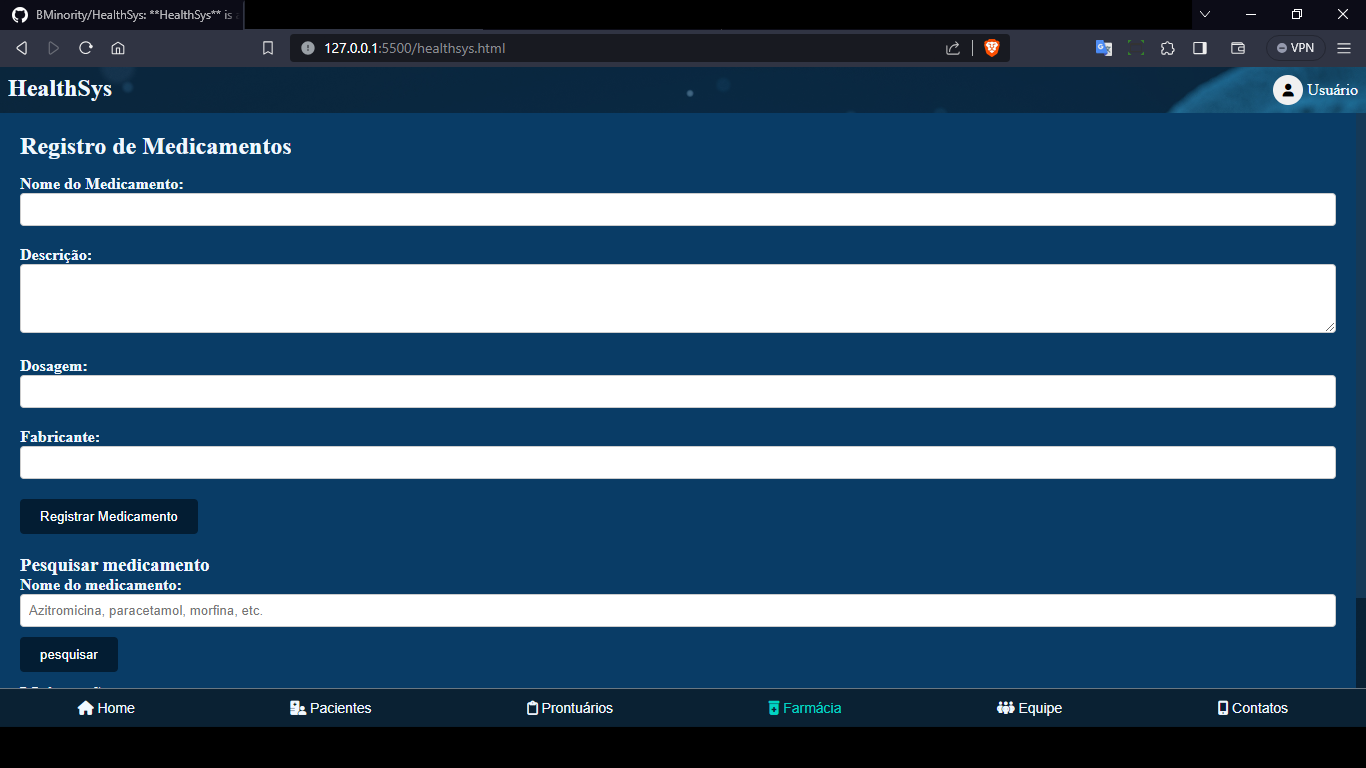 BMinority/HealthSys: **HealthSys** is
127.0.0.1:5500/healthsys.html
VPN
HealthSys
Usuário
Registro de Medicamentos
Nome do Medicamento:
Descrição:
Dosagem:
Fabricante:
Registrar Medicamento
Pesquisar medicamento
Nome do medicamento:
Azitromicina, paracetamol, morfina, etc.
pesquisar
Home
Pacientes
Prontuários
Farmácia
Equipe
Contatos